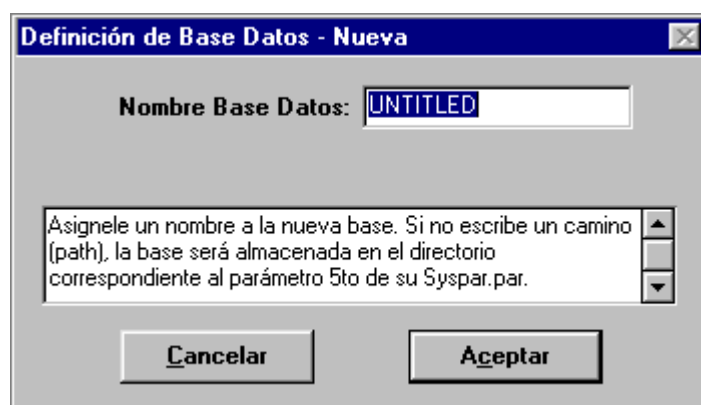 Definición de Base Datos - Nueva
Nombre Base Datos: UNTITLED
Asignele un nombre a la nueva base. Si no escribe un camino
(path), la base será almacenada en el directorio
correspondiente al parámetro 5to de su Syspar.par.
Cancelar Aceptar